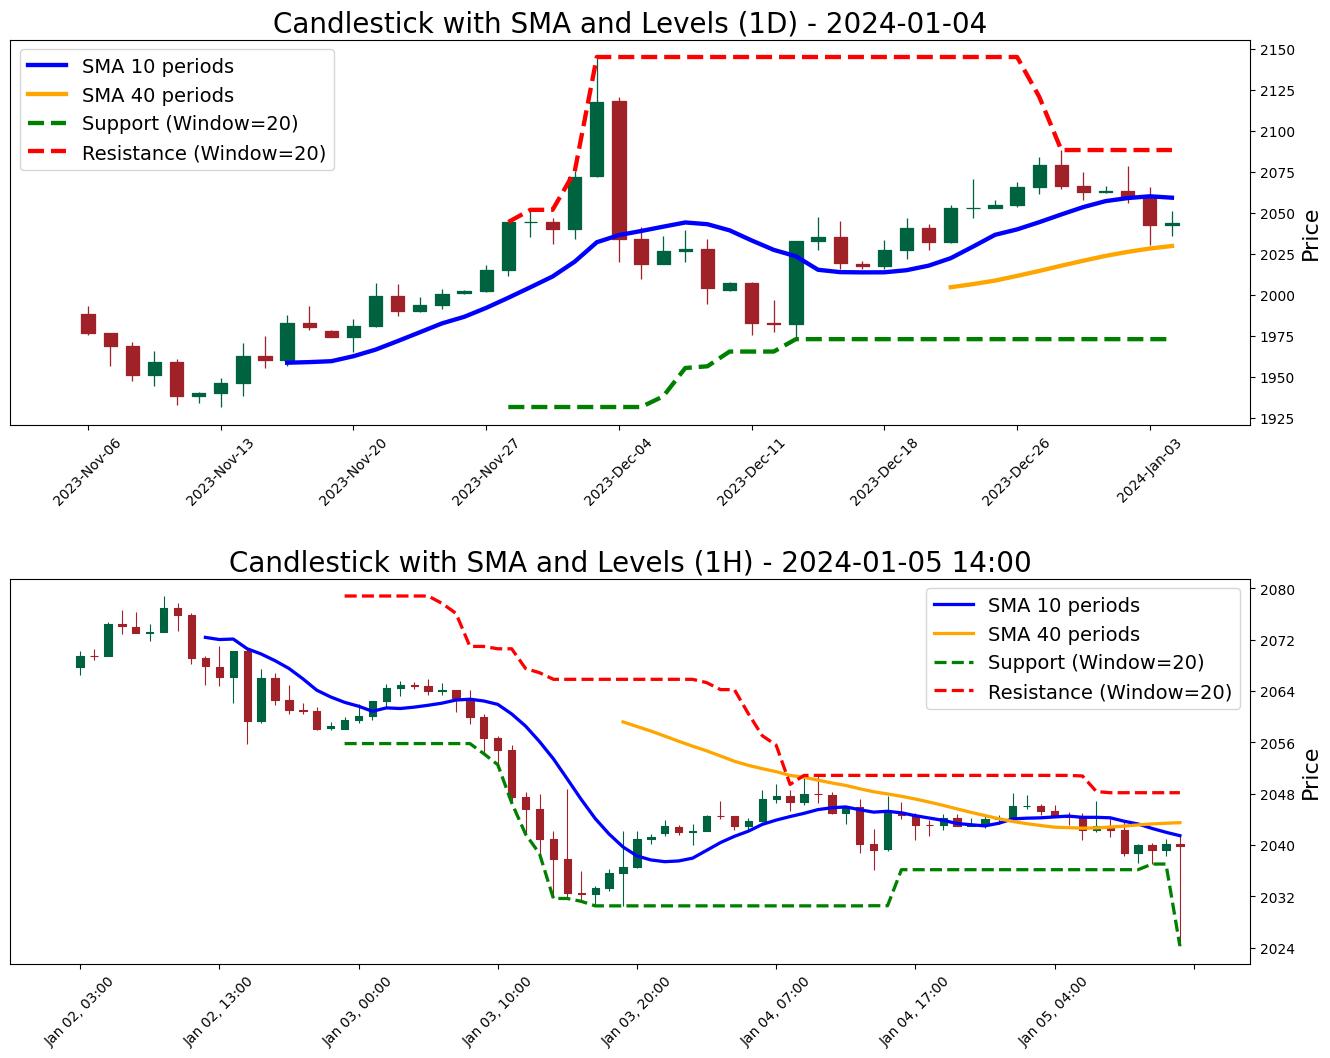 Candlestick with SMA and Levels (1D) - 2024-01-04
SMA 10 periods
SMA 40 periods
Support (Window=20)
Resistance (Window=20)
2150
2125
2100
2075
2050
2025
2000
1975
1950
1925
Price
2023-Nov-06
2023-Nov-13
2023-Nov-20
2023-Nov-27
2023-Dec-04
2023-Dec-11
2023-Dec-18
2023-Dec-26
2024-Jan-03
Candlestick with SMA and Levels (1H) - 2024-01-05 14:00
SMA 10 periods
SMA 40 periods
Support (Window=20)
Resistance (Window=20)
2080
2072
2064
2056
2048
2040
2032
2024
Price
Jan 02, 03:00
Jan 02, 13:00
Jan 03, 00:00
Jan 03, 10:00
Jan 03, 20:00
Jan 04, 07:00
Jan 04, 17:00
Jan 05, 04:00